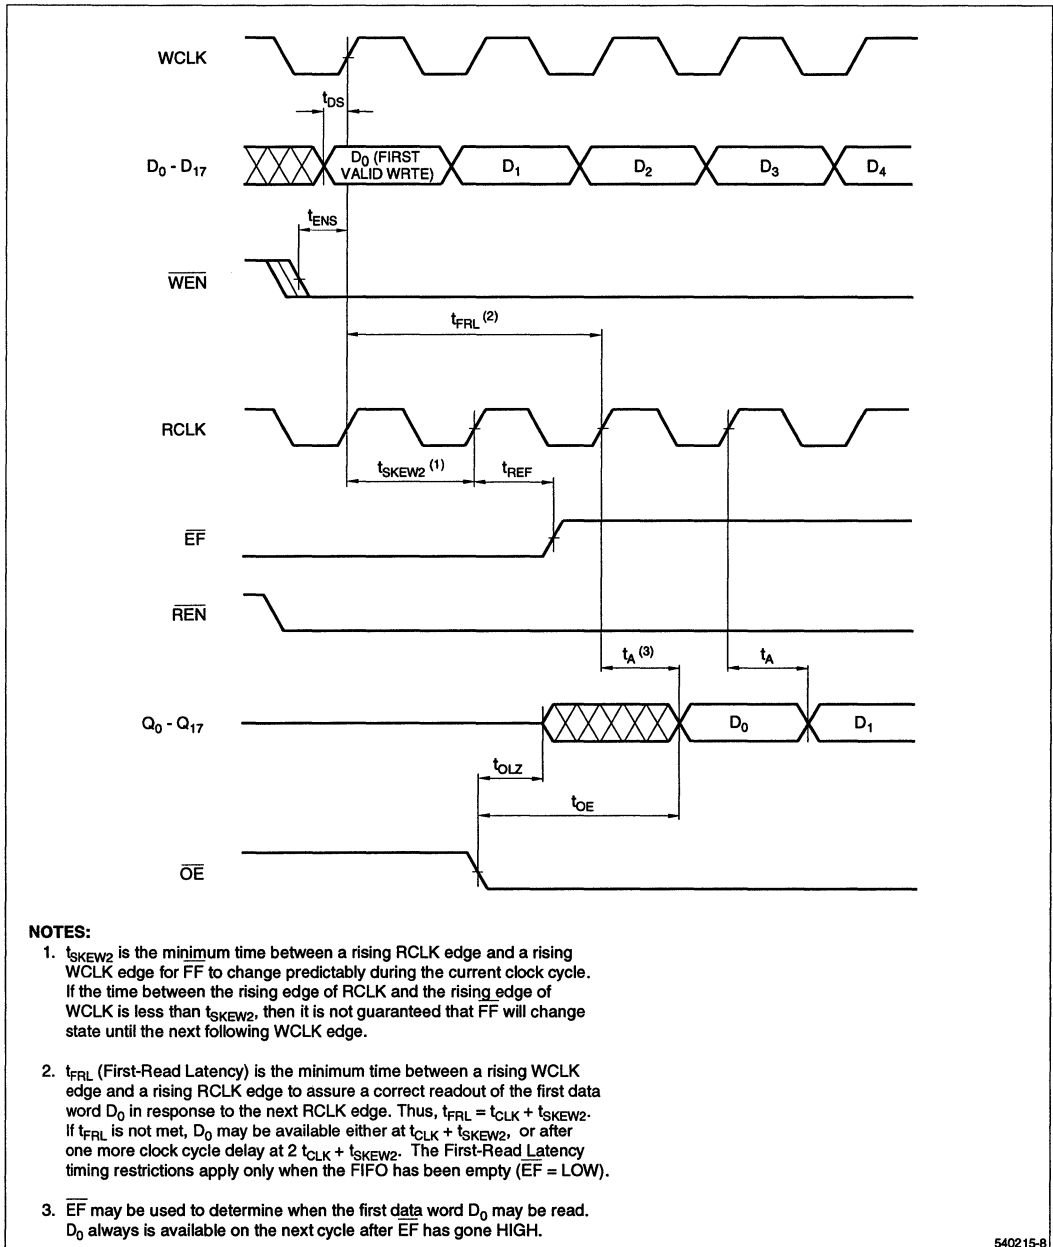 WCLK
tDS
D0 - D17
D0 (FIRST
VALID WRTE)
D1
D2
D3
D4
tENS
W̅E̅N̅
tFRL (2)
RCLK
tSKEW2 (1)
tREF
E̅F̅
R̅E̅N̅
tA (3)
tA
Q0 - Q17
D0
D1
tOLZ
tOE
O̅E̅
NOTES:
1. tSKEW2 is the minimum time between a rising RCLK edge and a rising
WCLK edge for F̅F̅ to change predictably during the current clock cycle.
If the time between the rising edge of RCLK and the rising edge of
WCLK is less than tSKEW2, then it is not guaranteed that F̅F̅ will change
state until the next following WCLK edge.
2. tFRL (First-Read Latency) is the minimum time between a rising WCLK
edge and a rising RCLK edge to assure a correct readout of the first data
word D0 in response to the next RCLK edge. Thus, tFRL = tCLK + tSKEW2.
If tFRL is not met, D0 may be available either at tCLK + tSKEW2, or after
one more clock cycle delay at 2 tCLK + tSKEW2. The First-Read Latency
timing restrictions apply only when the FIFO has been empty (E̅F̅ = LOW).
3. E̅F̅ may be used to determine when the first data word D0 may be read.
D0 always is available on the next cycle after E̅F̅ has gone HIGH.
540215-8